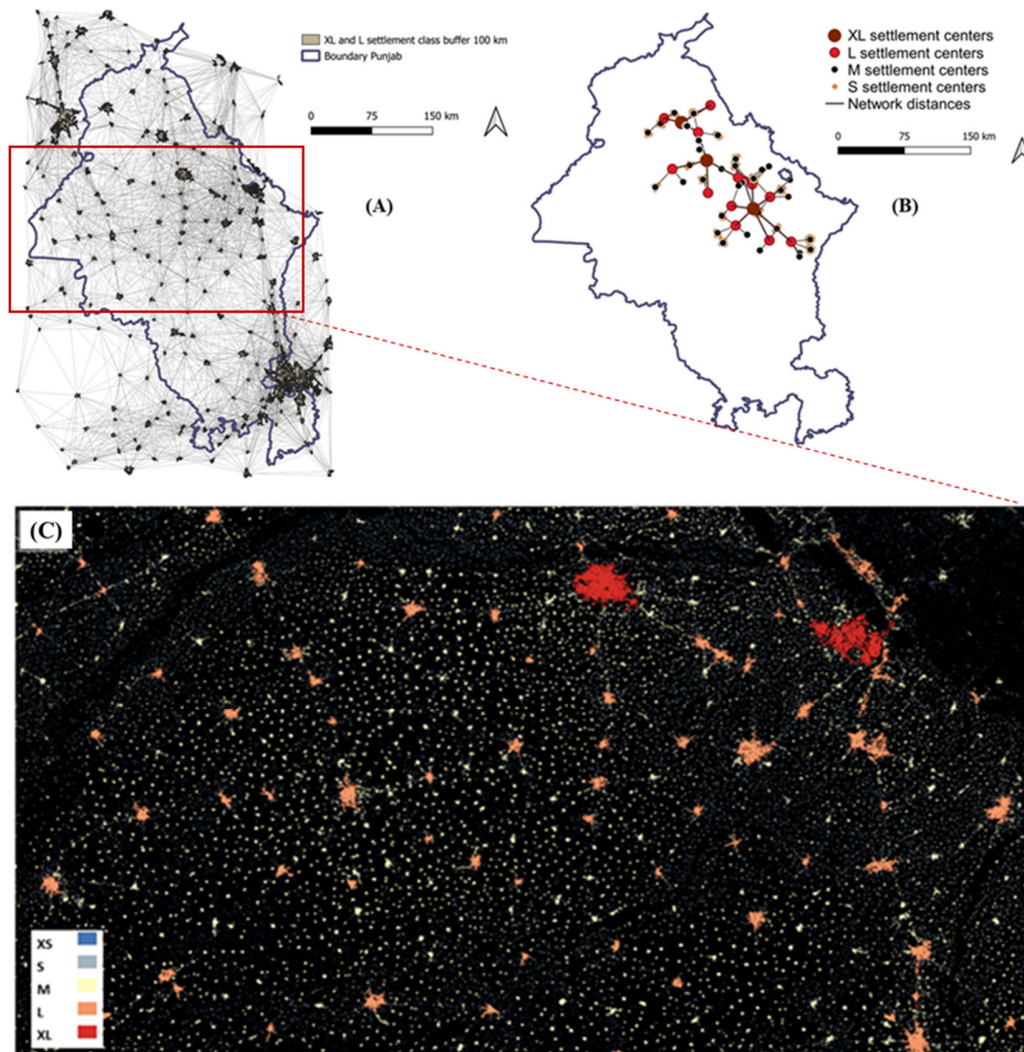 XL and L settlement class buffer 100 km
Boundary Punjab
0 75 150 km
(A)
XL settlement centers
L settlement centers
M settlement centers
S settlement centers
Network distances
0 75 150 km
(B)
(C)
XS
S
M
L
XL